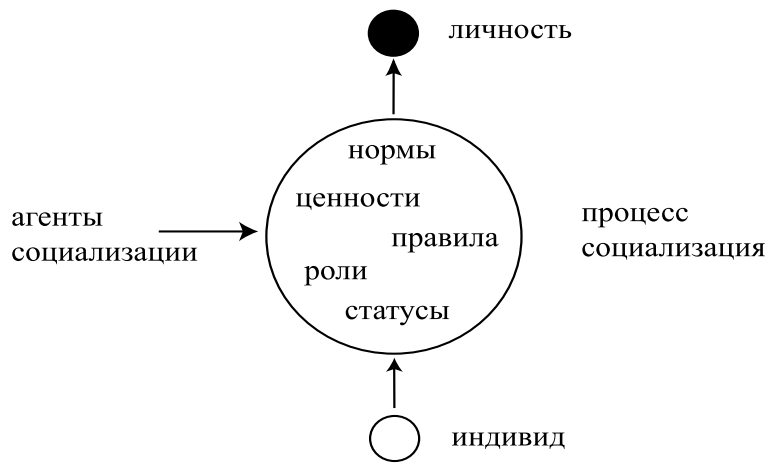 личность
нормы
ценности
правила
роли
статусы
агенты
социализации
процесс
социализация
индивид